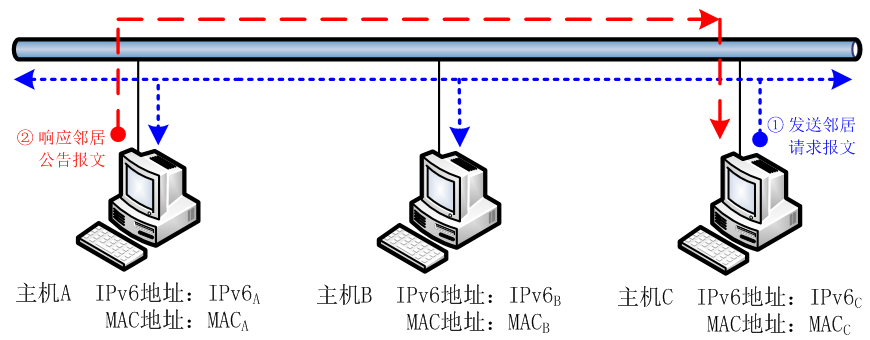 ② 响应邻居
公告报文
① 发送邻居
请求报文
主机A IPv6地址：IPv6A
MAC地址：MACA
主机B IPv6地址：IPv6B
MAC地址：MACB
主机C IPv6地址：IPv6C
MAC地址：MACC